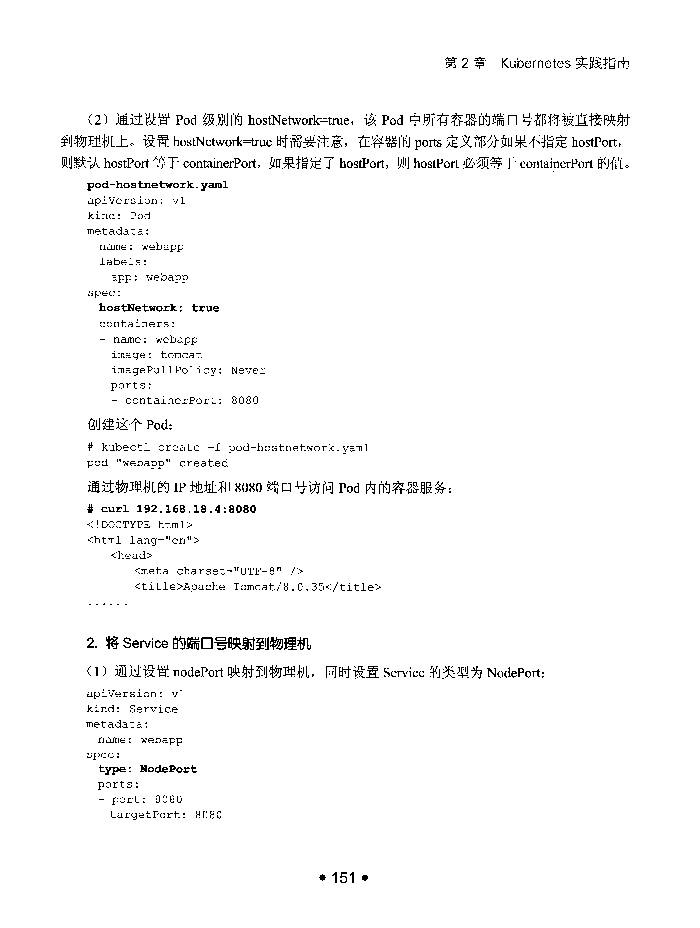 第 2 章　Kubernetes 实践指南
（2）通过设置 Pod 级别的 hostNetwork=true，该 Pod 中所有容器的端口号都将被直接映射
到物理机上。设置 hostNetwork=true 时需要注意，在容器的 ports 定义部分如果不指定 hostPort，
则默认 hostPort 等于 containerPort，如果指定了 hostPort，则 hostPort 必须等于 containerPort 的值。
pod-hostnetwork.yaml
apiVersion: v1
kind: Pod
metadata:
  name: webapp
  labels:
    app: webapp
spec:
  hostNetwork: true
  containers:
  - name: webapp
    image: tomcat
    imagePullPolicy: Never
    ports:
    - containerPort: 8080
创建这个 Pod：
# kubectl create -f pod-hostnetwork.yaml
pod "webapp" created
通过物理机的 IP 地址和 8080 端口号访问 Pod 内的容器服务：
# curl 192.168.18.4:8080
<!DOCTYPE html>
<html lang="en">
    <head>
        <meta charset="UTF-8" />
        <title>Apache Tomcat/8.0.35</title>
......
2. 将 Service 的端口号映射到物理机
（1）通过设置 nodePort 映射到物理机，同时设置 Service 的类型为 NodePort：
apiVersion: v1
kind: Service
metadata:
  name: webapp
spec:
  type: NodePort
  ports:
  - port: 8080
    targetPort: 8080
• 151 •